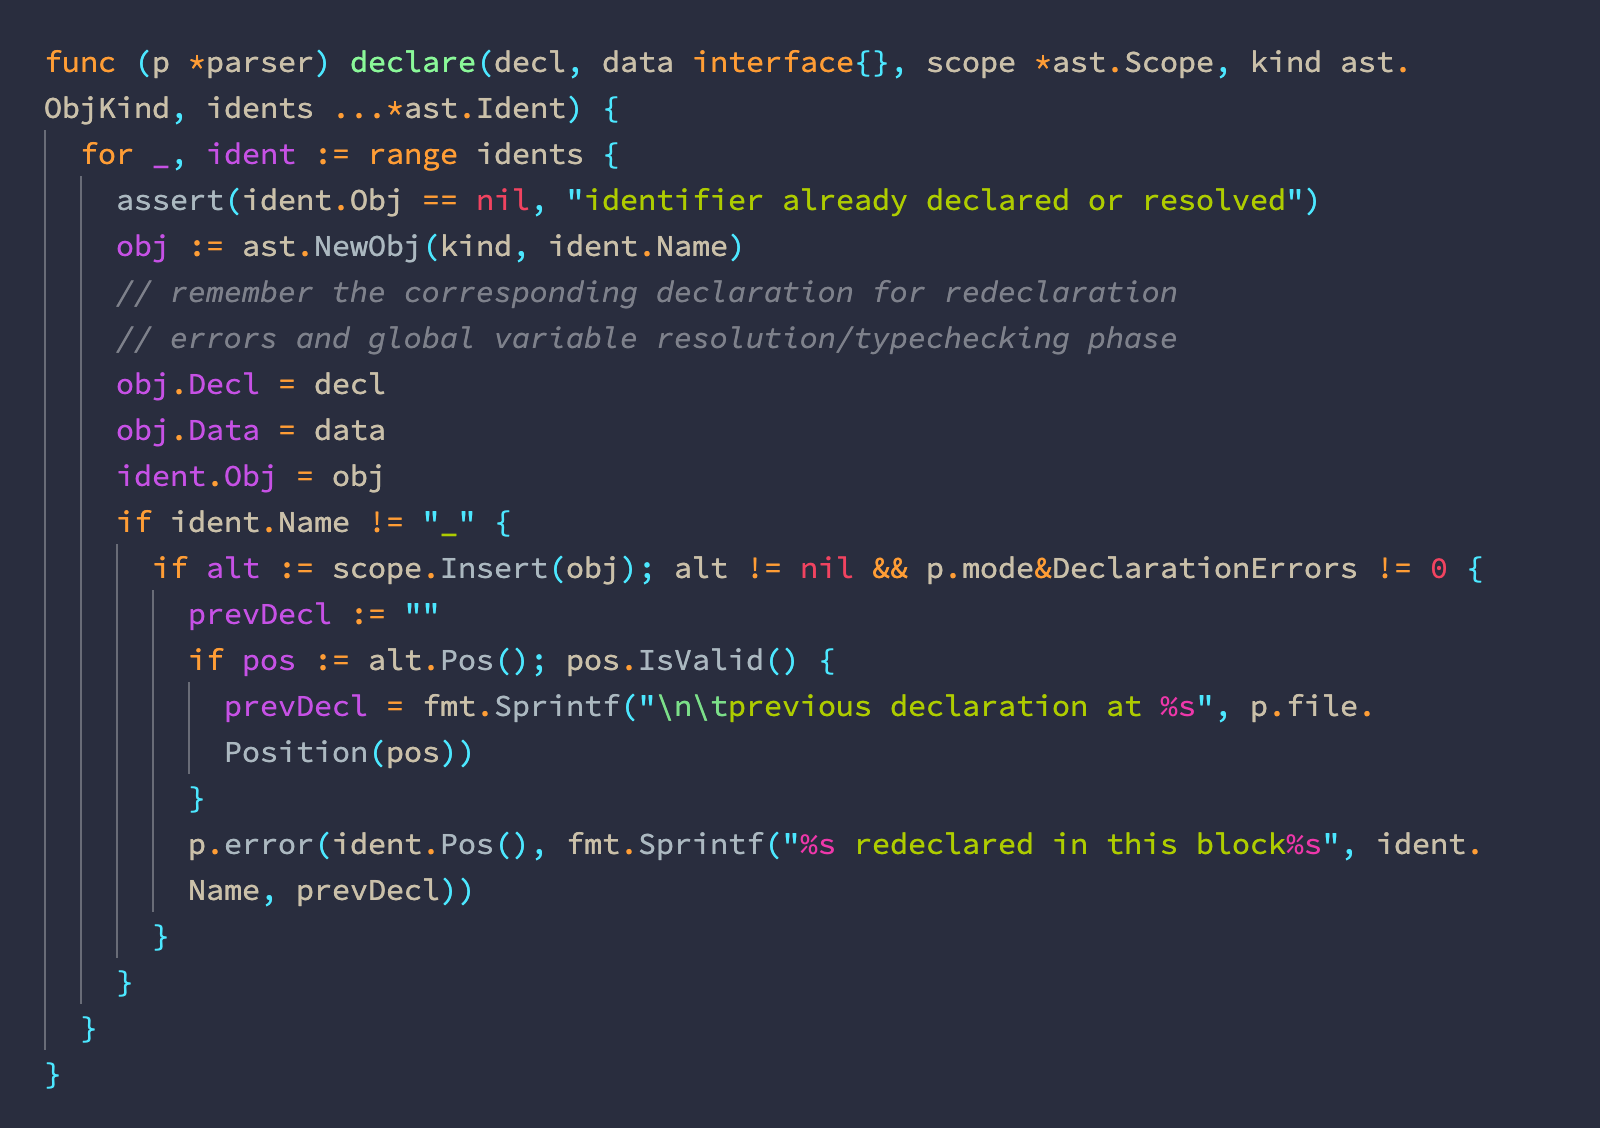 func (p *parser) declare(decl, data interface{}, scope *ast.Scope, kind ast.
ObjKind, idents ...*ast.Ident) {
for _, ident := range idents {
assert(ident.Obj == nil, "identifier already declared or resolved")
obj := ast.NewObj(kind, ident.Name)
// remember the corresponding declaration for redeclaration
// errors and global variable resolution/typechecking phase
obj.Decl = decl
obj.Data = data
ident.Obj = obj
if ident.Name != "_" {
if alt := scope.Insert(obj); alt != nil && p.mode&DeclarationErrors != 0 {
prevDecl := ""
if pos := alt.Pos(); pos.IsValid() {
prevDecl = fmt.Sprintf("\n\tprevious declaration at %s", p.file.
Position(pos))
}
p.error(ident.Pos(), fmt.Sprintf("%s redeclared in this block%s", ident.
Name, prevDecl))
}
}
}
}